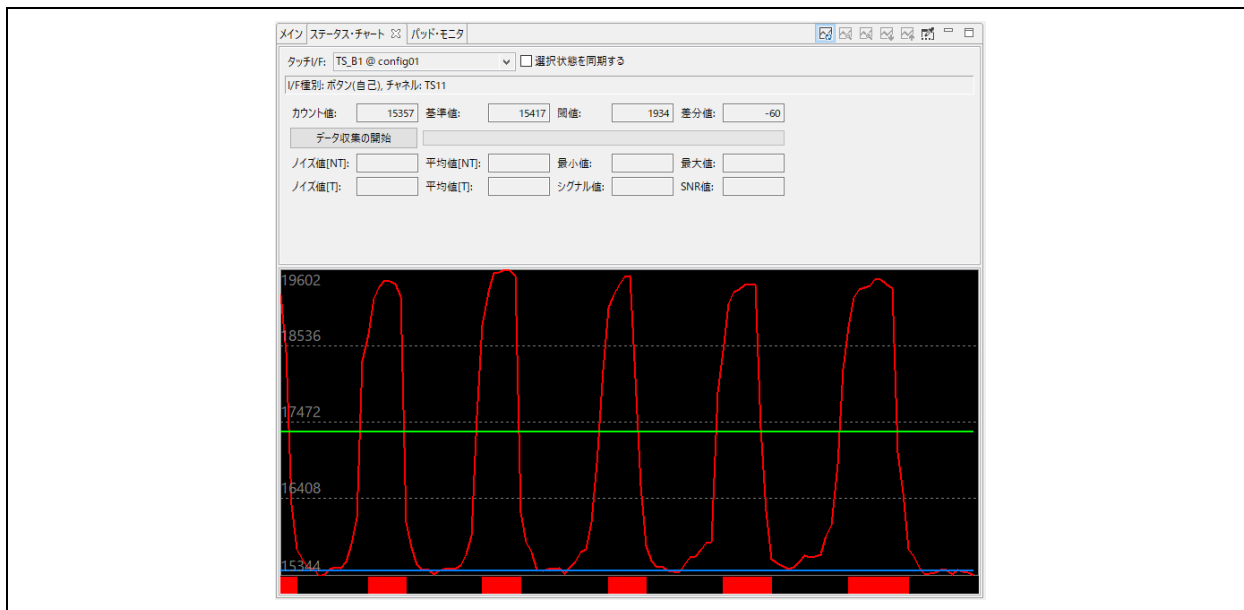 メイン ステータス・チャート パッド・モニタ
タッチI/F: TS_B1 @ config01 選択状態を同期する
I/F種別: ボタン(自己), チャネル: TS11
カウント値: 15357 基準値: 15417 閾値: 1934 差分値: -60
データ収集の開始
ノイズ値[NT]: 平均値[NT]: 最小値: 最大値:
ノイズ値[T]: 平均値[T]: シグナル値: SNR値:
19602
18536
17472
16408
15344